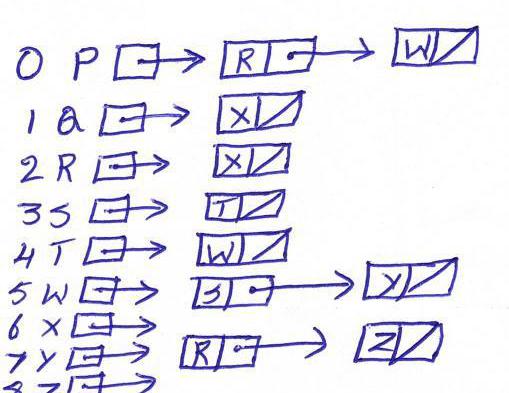 0 P R W
1 Q X
2 R X
3 S T
4 T W
5 W S Y
6 X
7 Y R Z
8 Z